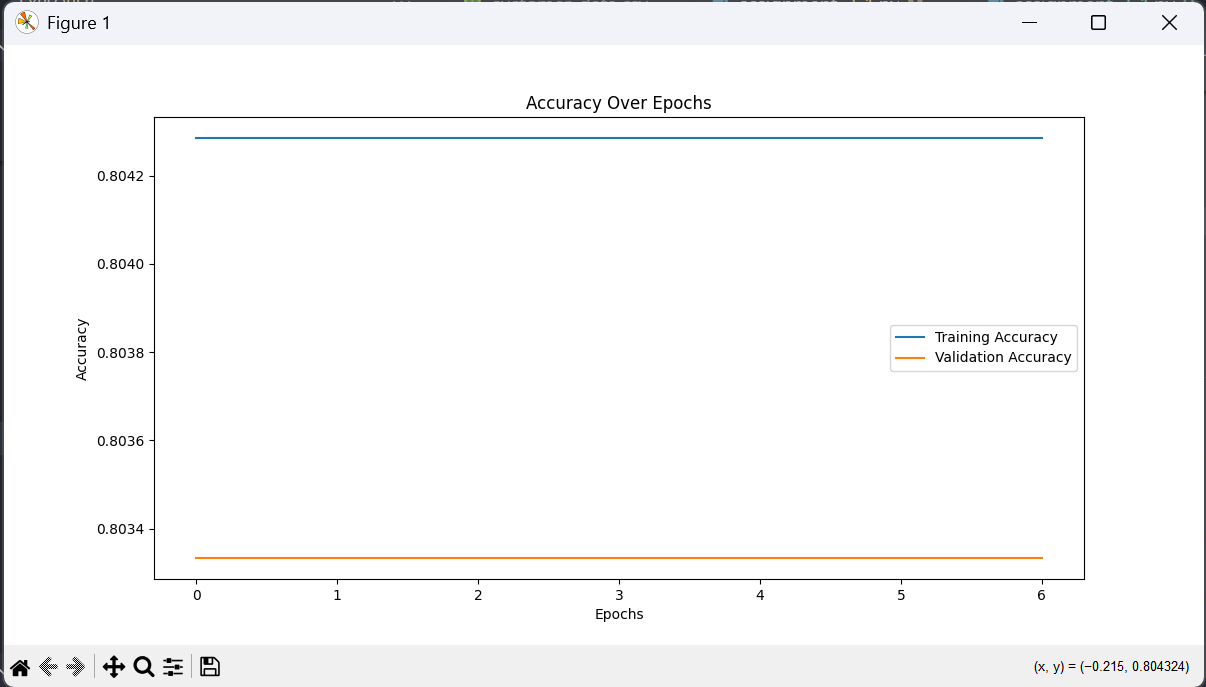 Figure 1
Accuracy Over Epochs
0.8042
0.8040
0.8038
0.8036
0.8034
Accuracy
Training Accuracy
Validation Accuracy
0 1 2 3 4 5 6
Epochs
(x, y) = (−0.215, 0.804324)